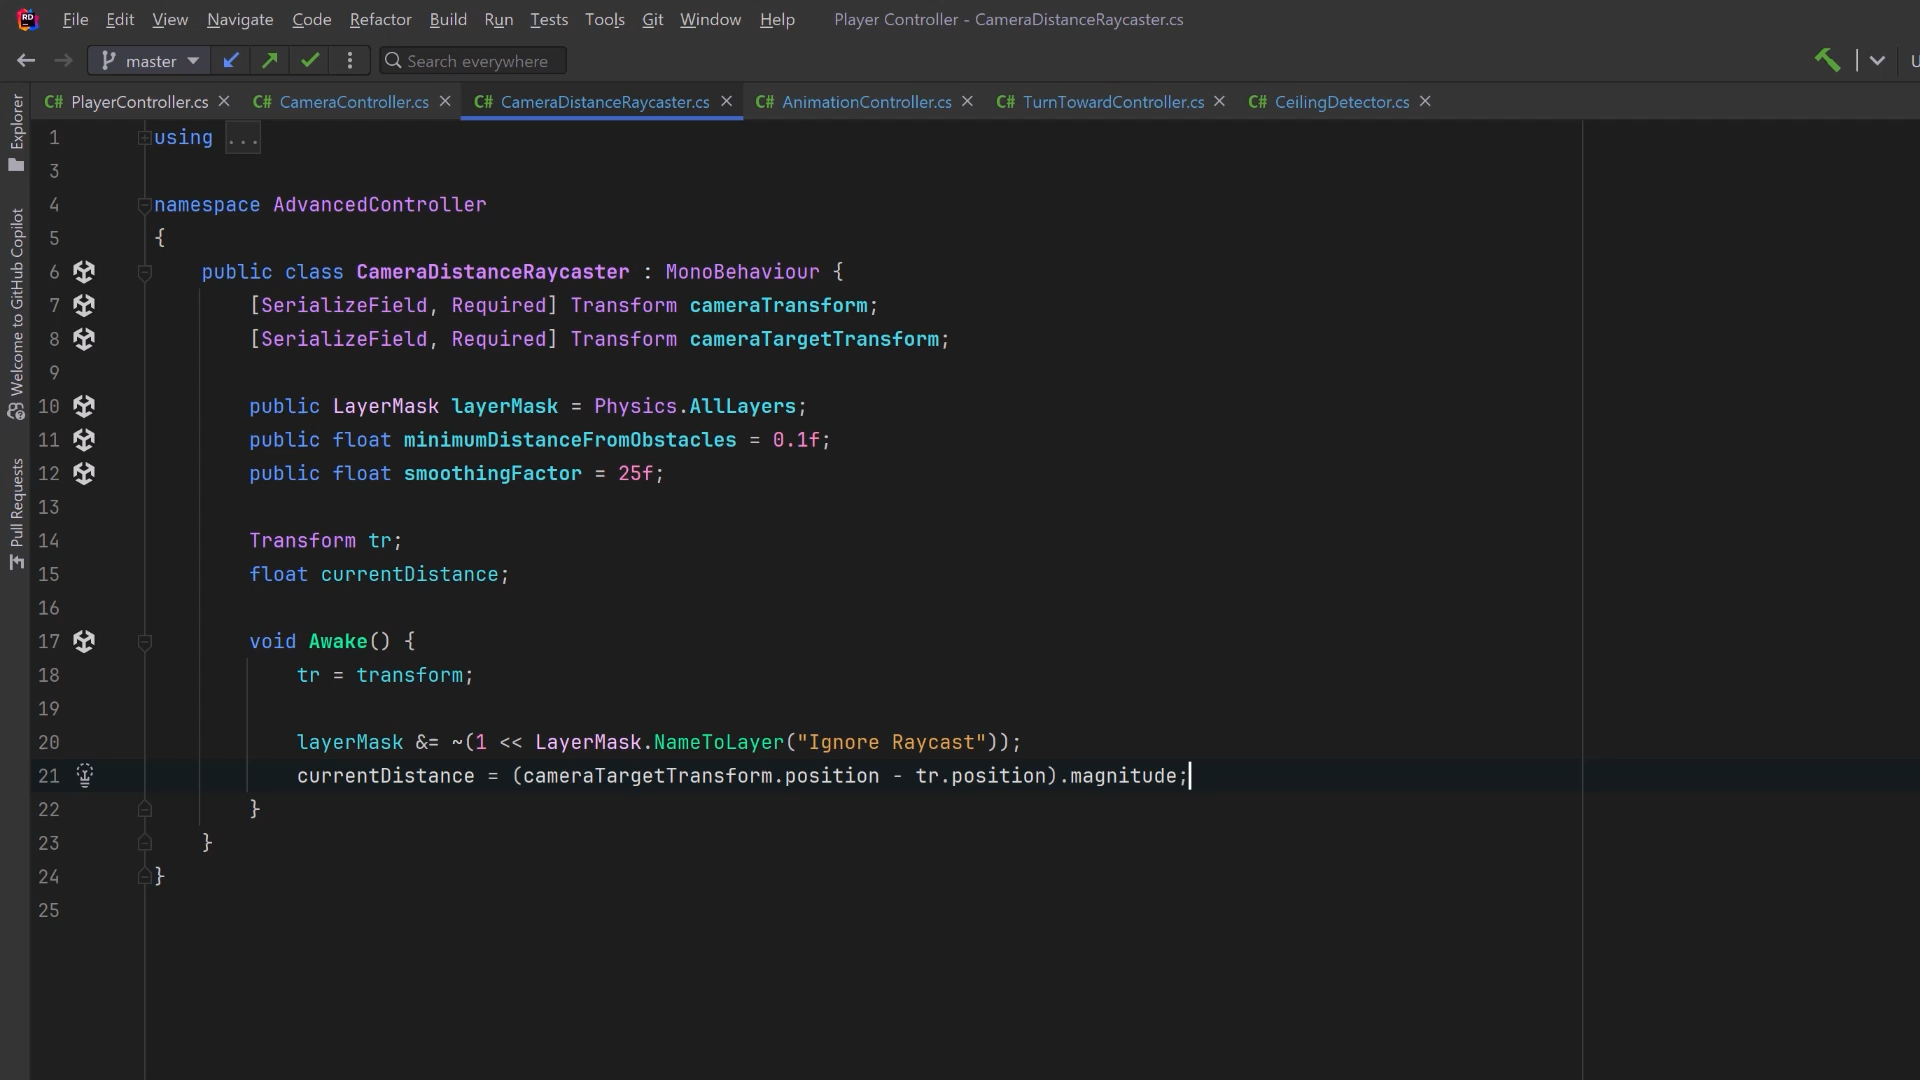 File Edit View Navigate Code Refactor Build Run Tests Tools Git Window Help Player Controller - CameraDistanceRaycaster.cs
master Search everywhere U
C# PlayerController.cs C# CameraController.cs C# CameraDistanceRaycaster.cs C# AnimationController.cs C# TurnTowardController.cs C# CeilingDetector.cs
Explorer
Welcome to GitHub Copilot
Pull Requests
1 using ...
3
4 namespace AdvancedController
5 {
6 public class CameraDistanceRaycaster : MonoBehaviour {
7 [SerializeField, Required] Transform cameraTransform;
8 [SerializeField, Required] Transform cameraTargetTransform;
9
10 public LayerMask layerMask = Physics.AllLayers;
11 public float minimumDistanceFromObstacles = 0.1f;
12 public float smoothingFactor = 25f;
13
14 Transform tr;
15 float currentDistance;
16
17 void Awake() {
18 tr = transform;
19
20 layerMask &= ~(1 << LayerMask.NameToLayer("Ignore Raycast"));
21 currentDistance = (cameraTargetTransform.position - tr.position).magnitude;
22 }
23 }
24 }
25